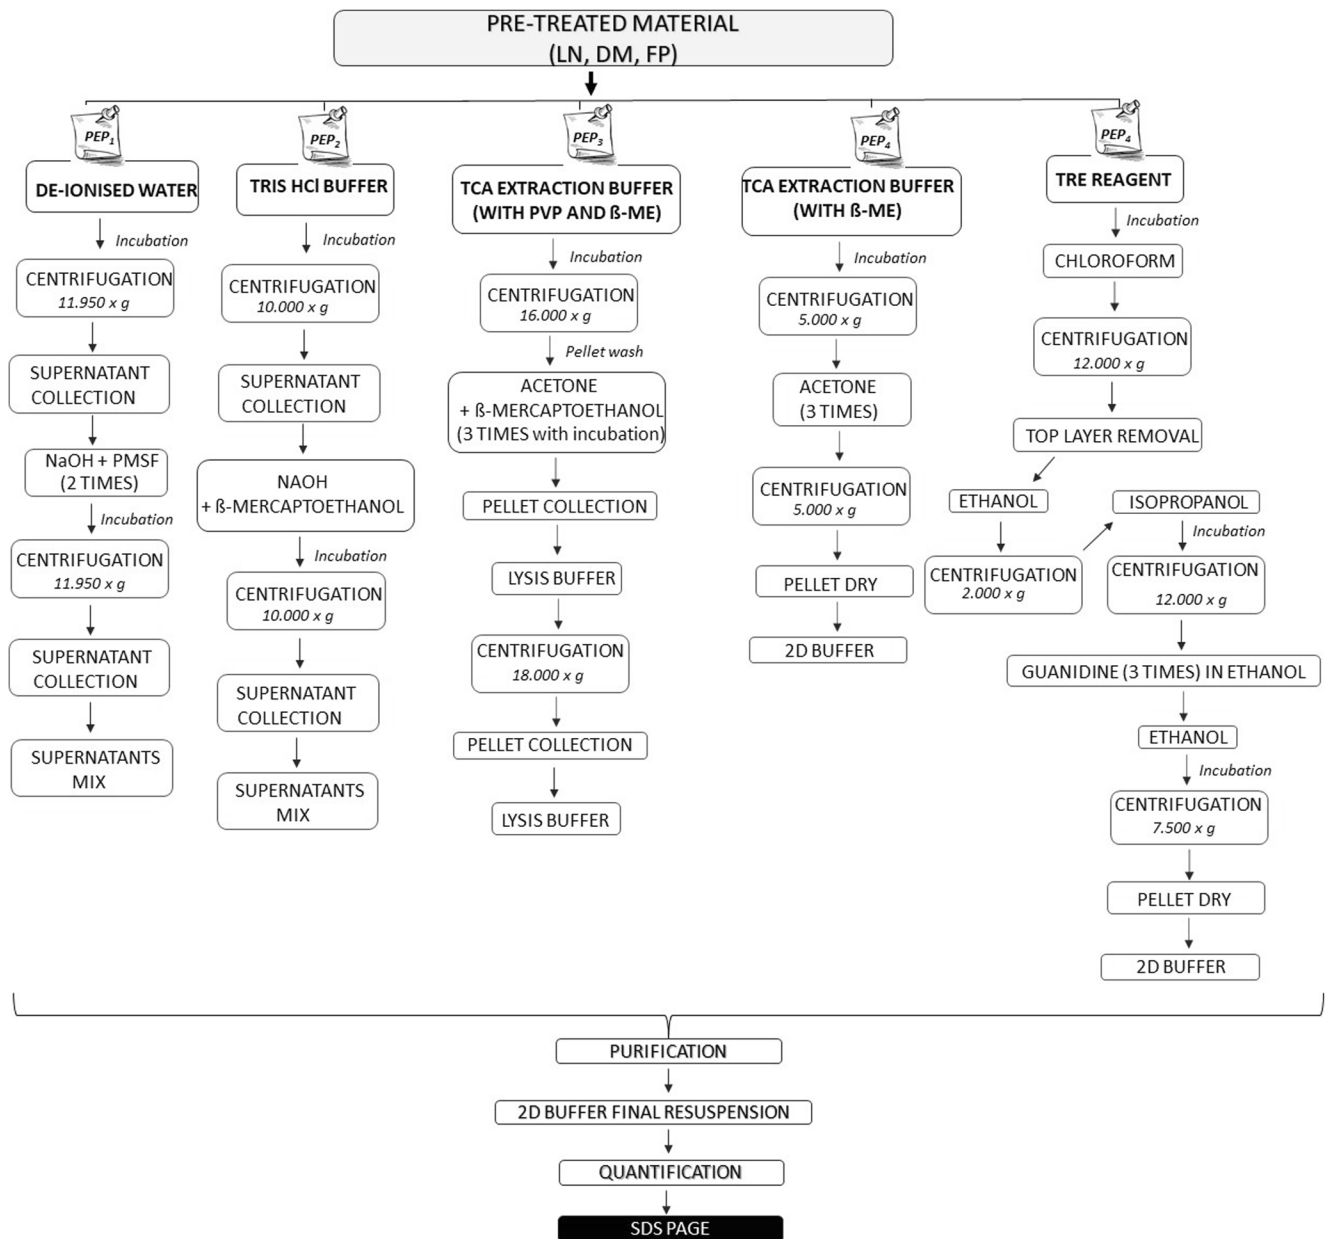 PRE-TREATED MATERIAL
(LN, DM, FP)
PEP1
DE-IONISED WATER
Incubation
CENTRIFUGATION
11.950 x g
SUPERNATANT
COLLECTION
NaOH + PMSF
(2 TIMES)
Incubation
CENTRIFUGATION
11.950 x g
SUPERNATANT
COLLECTION
SUPERNATANTS
MIX
PEP2
TRIS HCl BUFFER
Incubation
CENTRIFUGATION
10.000 x g
SUPERNATANT
COLLECTION
NAOH
+ ß-MERCAPTOETHANOL
Incubation
CENTRIFUGATION
10.000 x g
SUPERNATANT
COLLECTION
SUPERNATANTS
MIX
PEP3
TCA EXTRACTION BUFFER
(WITH PVP AND ß-ME)
Incubation
CENTRIFUGATION
16.000 x g
Pellet wash
ACETONE
+ ß-MERCAPTOETHANOL
(3 TIMES with incubation)
PELLET COLLECTION
LYSIS BUFFER
CENTRIFUGATION
18.000 x g
PELLET COLLECTION
LYSIS BUFFER
PEP4
TCA EXTRACTION BUFFER
(WITH ß-ME)
Incubation
CENTRIFUGATION
5.000 x g
ACETONE
(3 TIMES)
CENTRIFUGATION
5.000 x g
PELLET DRY
2D BUFFER
PEP4
TRE REAGENT
Incubation
CHLOROFORM
CENTRIFUGATION
12.000 x g
TOP LAYER REMOVAL
ETHANOL
CENTRIFUGATION
2.000 x g
ISOPROPANOL
Incubation
CENTRIFUGATION
12.000 x g
GUANIDINE (3 TIMES) IN ETHANOL
ETHANOL
Incubation
CENTRIFUGATION
7.500 x g
PELLET DRY
2D BUFFER
PURIFICATION
2D BUFFER FINAL RESUSPENSION
QUANTIFICATION
SDS PAGE